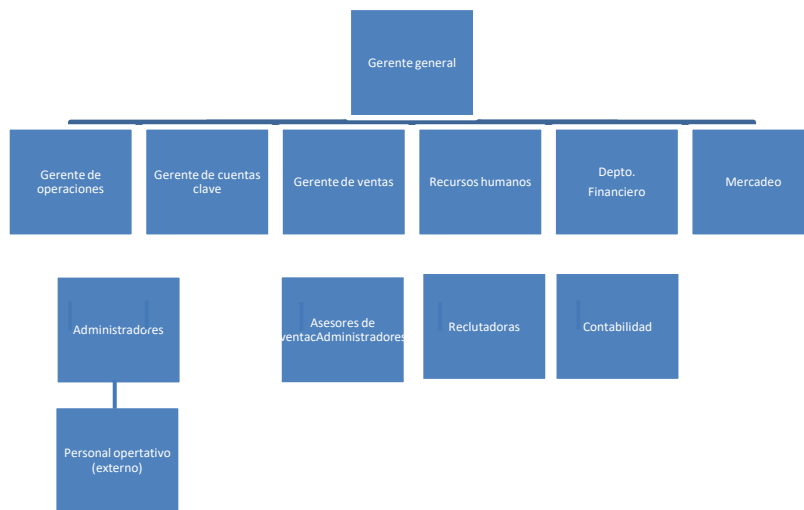 Gerente general
Gerente de
operaciones
Gerente de cuentas
clave
Gerente de ventas
Recursos humanos
Depto.
Financiero
Mercadeo
Administradores
Asesores de
ventacAdministradores
Reclutadoras
Contabilidad
Personal opertativo
(externo)